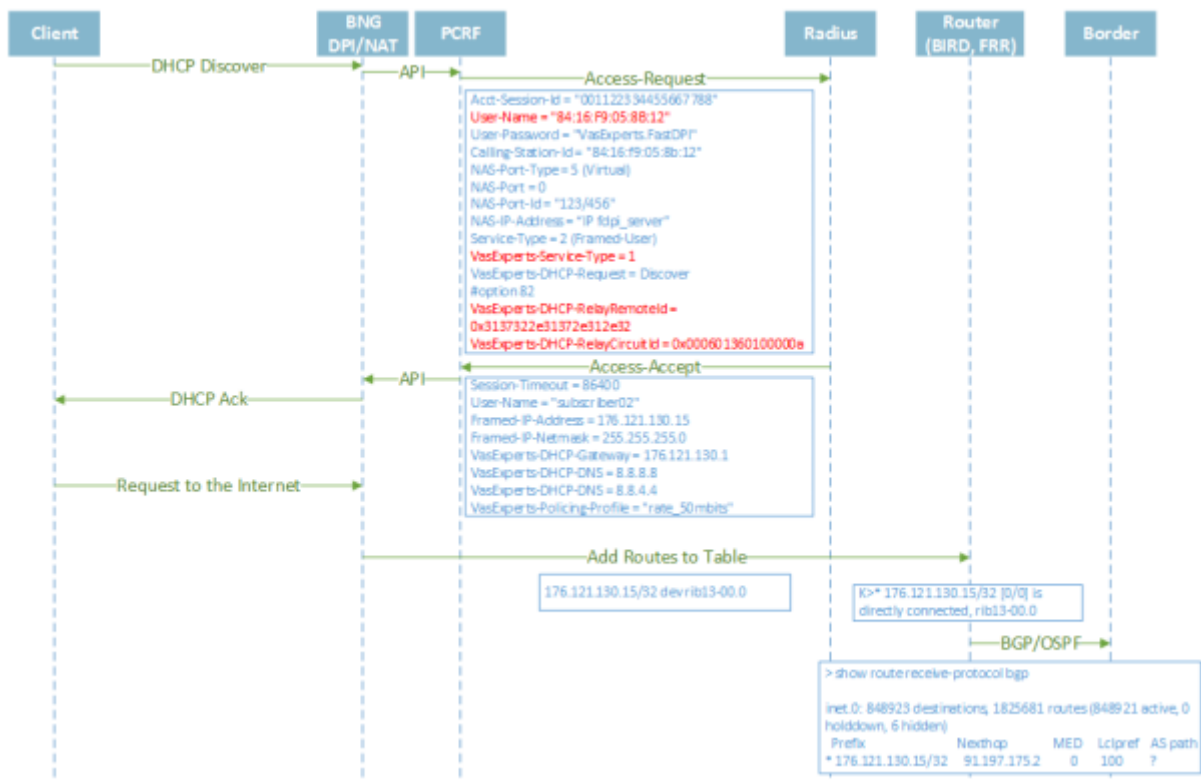 Client
BNG
DPI/NAT
PCRF
Radius
Router
(BIRD, FRR)
Border
DHCP Discover
API
Access-Request
Acct-Session-Id = "001122334455667788"
User-Name = "84:16:F9:05:8B:12"
User-Password = "VasExperts.FastDPI"
Calling-Station-Id = "84:16:f9:05:8b:12"
NAS-Port-Type = 5 (Virtual)
NAS-Port = 0
NAS-Port-Id = "123/456"
NAS-IP-Address = "IP fdpi_server"
Service-Type = 2 (Framed-User)
VasExperts-Service-Type = 1
VasExperts-DHCP-Request = Discover
#option 82
VasExperts-DHCP-RelayRemoteId =
0x3137322e31372e312e32
VasExperts-DHCP-RelayCircuitId = 0x000601360100000a
Access-Accept
API
DHCP Ack
Session-Timeout = 86400
User-Name = "subscriber02"
Framed-IP-Address = 176.121.130.15
Framed-IP-Netmask = 255.255.255.0
VasExperts-DHCP-Gateway = 176.121.130.1
VasExperts-DHCP-DNS = 8.8.8.8
VasExperts-DHCP-DNS = 8.8.4.4
VasExperts-Policing-Profile = "rate_50mbits"
Request to the Internet
Add Routes to Table
176.121.130.15/32 dev rib13-00.0
K>* 176.121.130.15/32 [0/0] is
directly connected, rib13-00.0
BGP/OSPF
> show route receive-protocol bgp
inet.0: 848923 destinations, 1825681 routes (848921 active, 0
holddown, 6 hidden)
Prefix Nexthop MED Lclpref AS path
* 176.121.130.15/32 91.197.175.2 0 100 ?